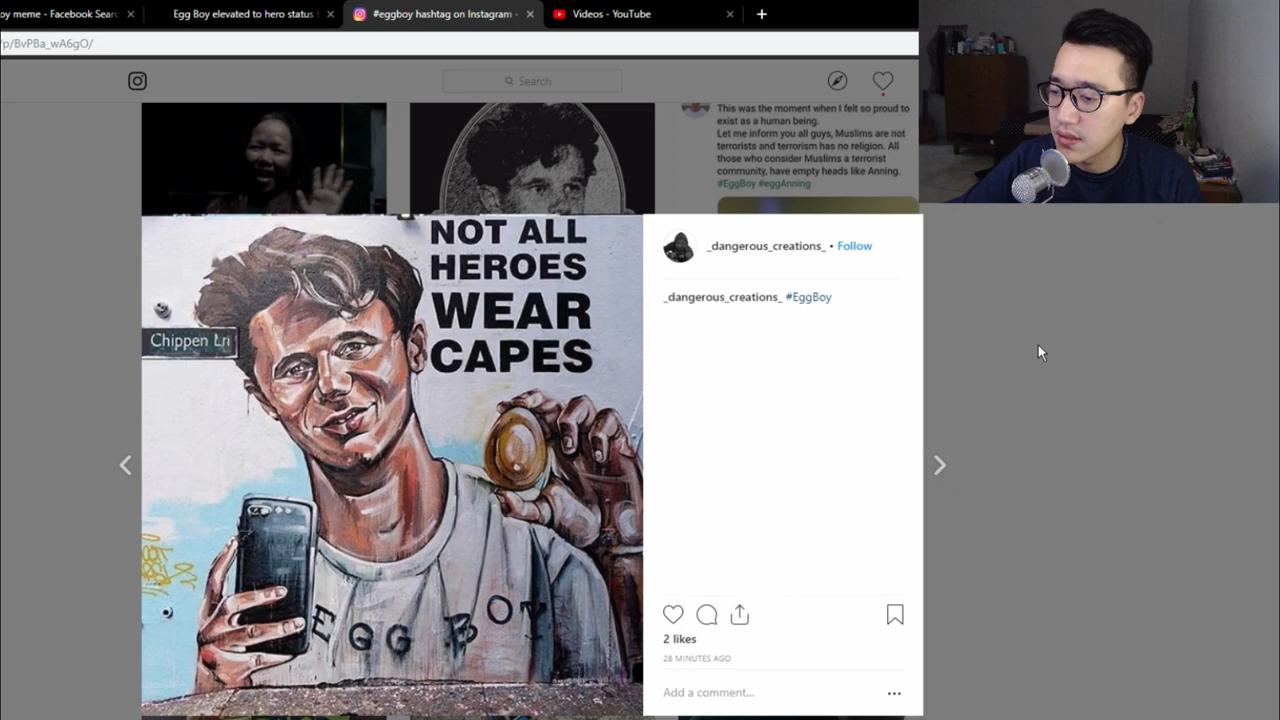 oy meme - Facebook Searc
Egg Boy elevated to hero status
#eggboy hashtag on Instagram -
Videos - YouTube
/p/BvPBa_wA6gO/
Search
This was the moment when I felt so proud to
exist as a human being.
Let me inform you all guys, Muslims are not
terrorists and terrorism has no religion. All
those who consider Muslims a terrorist
community, have empty heads like Anning.
#EggBoy #eggAnning
NOT ALL
HEROES
WEAR
CAPES
Chippen Ln
EGG BOY
_dangerous_creations_ • Follow
_dangerous_creations_ #EggBoy
2 likes
28 MINUTES AGO
Add a comment...